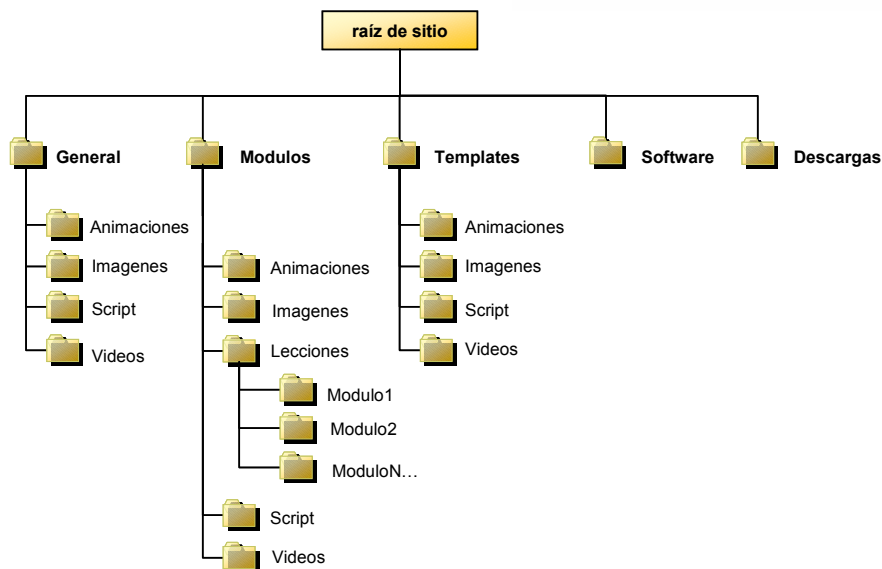 raíz de sitio
General
Modulos
Templates
Software
Descargas
Animaciones
Imagenes
Script
Videos
Animaciones
Imagenes
Lecciones
Modulo1
Modulo2
ModuloN...
Script
Videos
Animaciones
Imagenes
Script
Videos